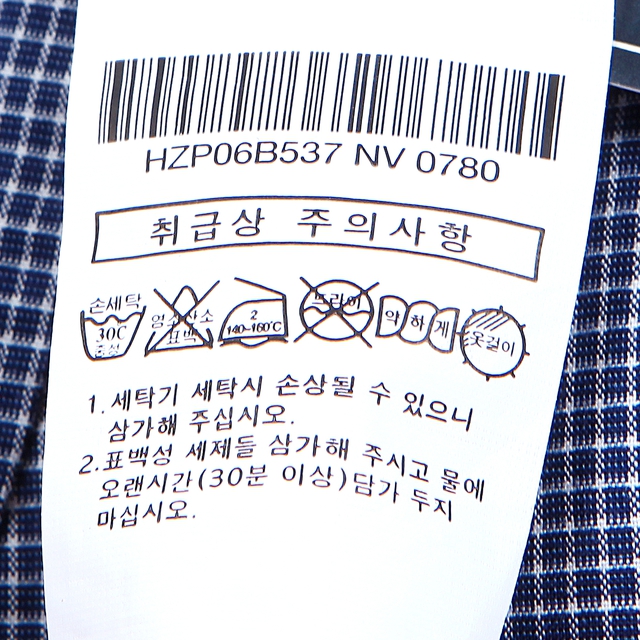 HZP06B537 NV 0780
취급상 주의사항
손세탁
30℃
중성
염소산소
표백
2
140~160℃
드라이
약하게
옷걸이
1. 세탁기 세탁시 손상될 수 있으니
삼가해 주십시오.
2. 표백성 세제들 삼가해 주시고 물에
오랜시간(30분 이상)담가 두지
마십시오.